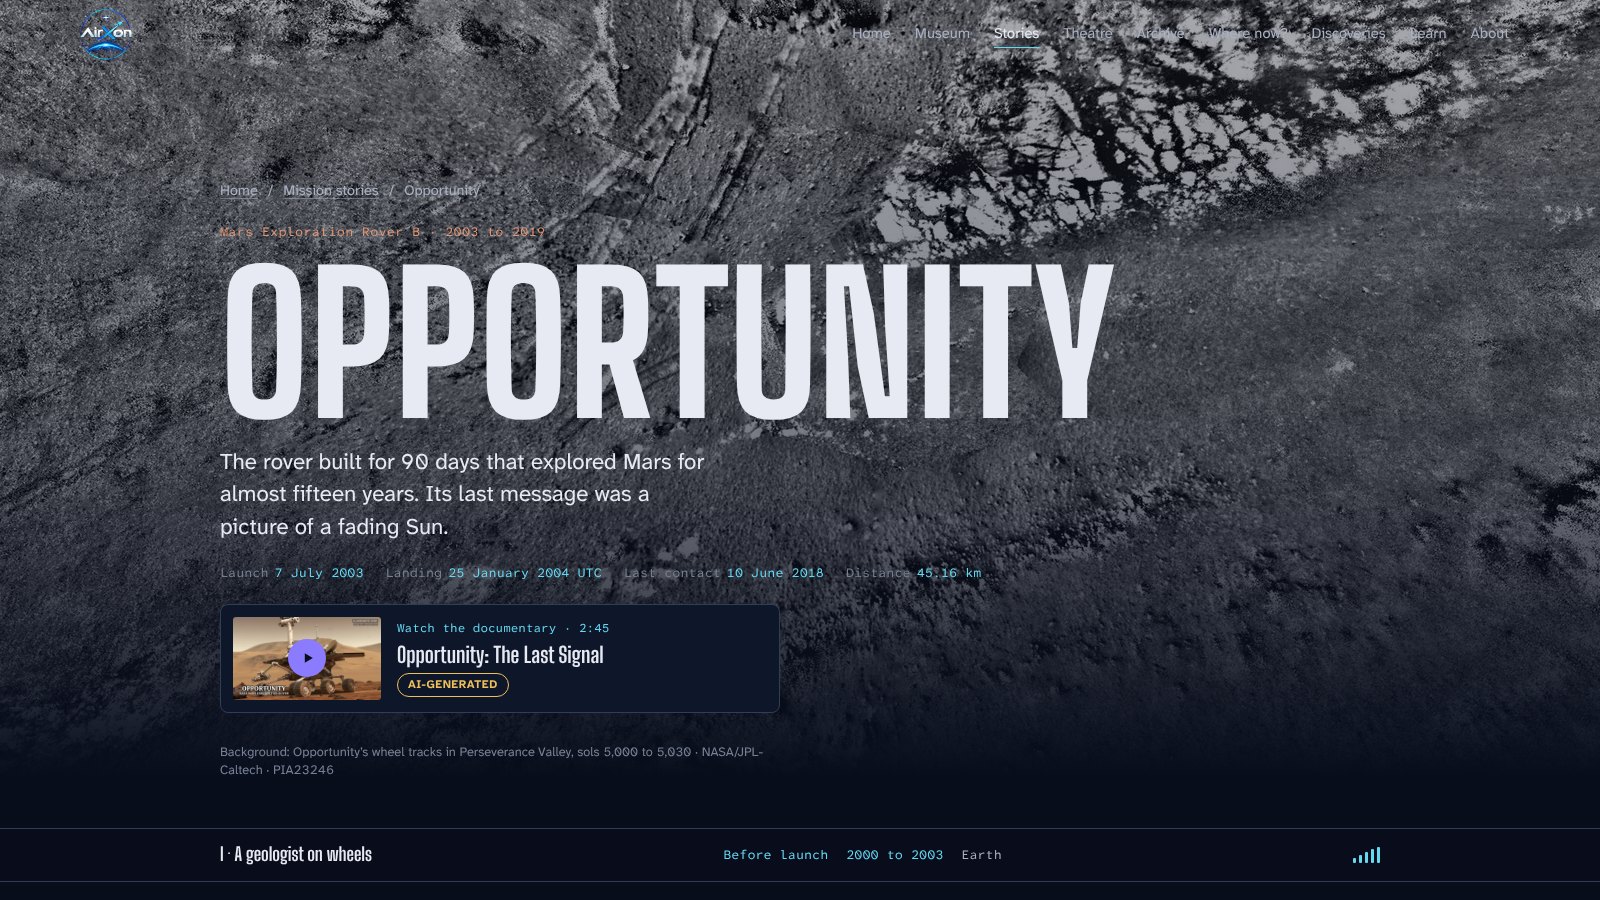 AirXon
Home Museum Stories Theatre Archive Where now? Discoveries Learn About
Home / Mission stories / Opportunity
Mars Exploration Rover B · 2003 to 2019
OPPORTUNITY
The rover built for 90 days that explored Mars for
almost fifteen years. Its last message was a
picture of a fading Sun.
Launch 7 July 2003 Landing 25 January 2004 UTC Last contact 10 June 2018 Distance 45.16 km
Watch the documentary · 2:45
Opportunity: The Last Signal
AI-GENERATED
OPPORTUNITY
Background: Opportunity's wheel tracks in Perseverance Valley, sols 5,000 to 5,030 · NASA/JPL-
Caltech · PIA23246
I · A geologist on wheels
Before launch 2000 to 2003 Earth